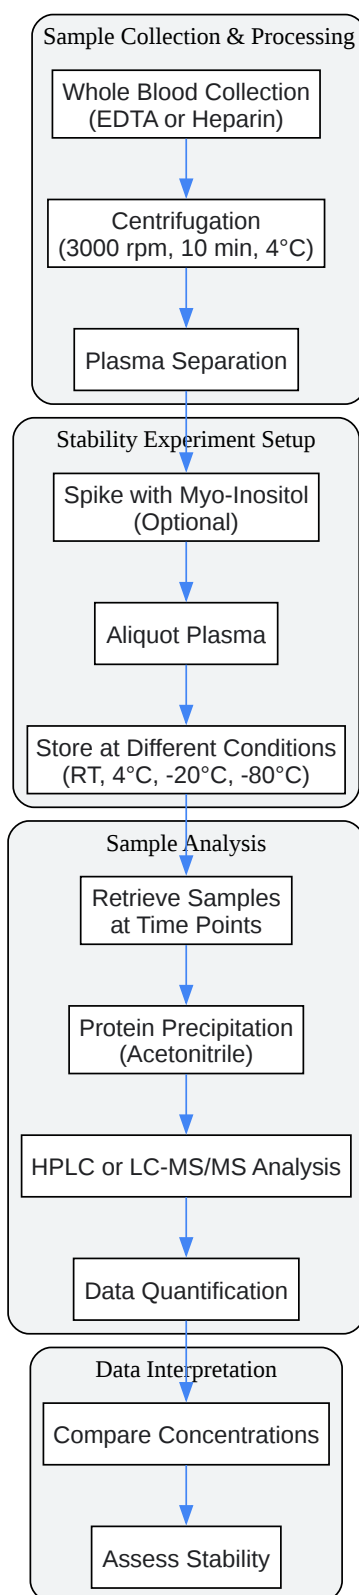 Sample Collection & Processing
Whole Blood Collection
(EDTA or Heparin)
Centrifugation
(3000 rpm, 10 min, 4°C)
Plasma Separation
Stability Experiment Setup
Spike with Myo-Inositol
(Optional)
Aliquot Plasma
Store at Different Conditions
(RT, 4°C, -20°C, -80°C)
Sample Analysis
Retrieve Samples
at Time Points
Protein Precipitation
(Acetonitrile)
HPLC or LC-MS/MS Analysis
Data Quantification
Data Interpretation
Compare Concentrations
Assess Stability